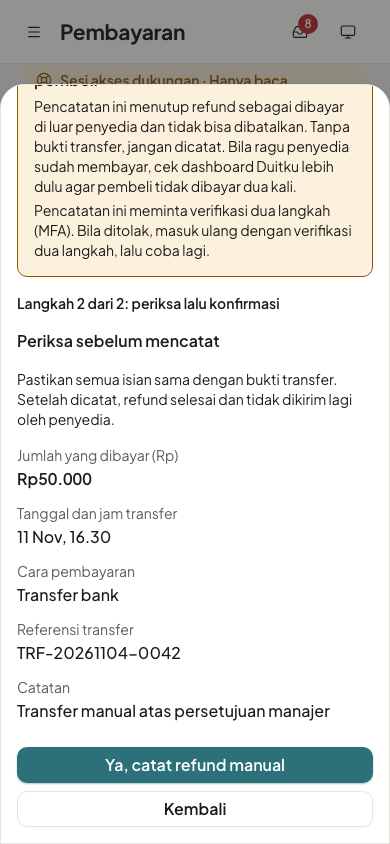 Pembayaran
8
Sesi akses dukungan · Hanya baca
Pencatatan ini menutup refund sebagai dibayar
di luar penyedia dan tidak bisa dibatalkan. Tanpa
bukti transfer, jangan dicatat. Bila ragu penyedia
sudah membayar, cek dashboard Duitku lebih
dulu agar pembeli tidak dibayar dua kali.
Pencatatan ini meminta verifikasi dua langkah
(MFA). Bila ditolak, masuk ulang dengan verifikasi
dua langkah, lalu coba lagi.
Langkah 2 dari 2: periksa lalu konfirmasi
Periksa sebelum mencatat
Pastikan semua isian sama dengan bukti transfer.
Setelah dicatat, refund selesai dan tidak dikirim lagi
oleh penyedia.
Jumlah yang dibayar (Rp)
Rp50.000
Tanggal dan jam transfer
11 Nov, 16.30
Cara pembayaran
Transfer bank
Referensi transfer
TRF-20261104-0042
Catatan
Transfer manual atas persetujuan manajer
Ya, catat refund manual
Kembali